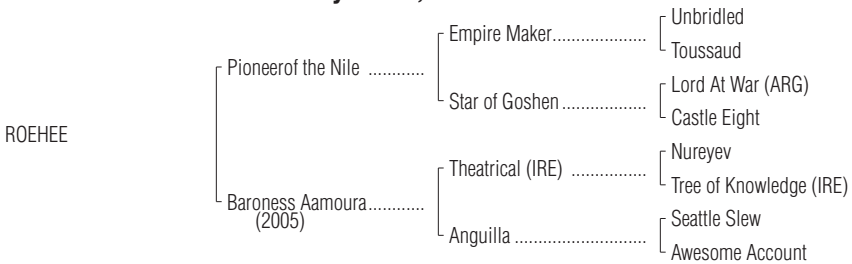 Unbridled
Empire Maker....................
Toussaud
Pioneerof the Nile ............
Lord At War (ARG)
Star of Goshen..................
Castle Eight
ROEHEE
Nureyev
Theatrical (IRE) ................
Tree of Knowledge (IRE)
Baroness Aamoura............
(2005)
Seattle Slew
Anguilla ............................
Awesome Account